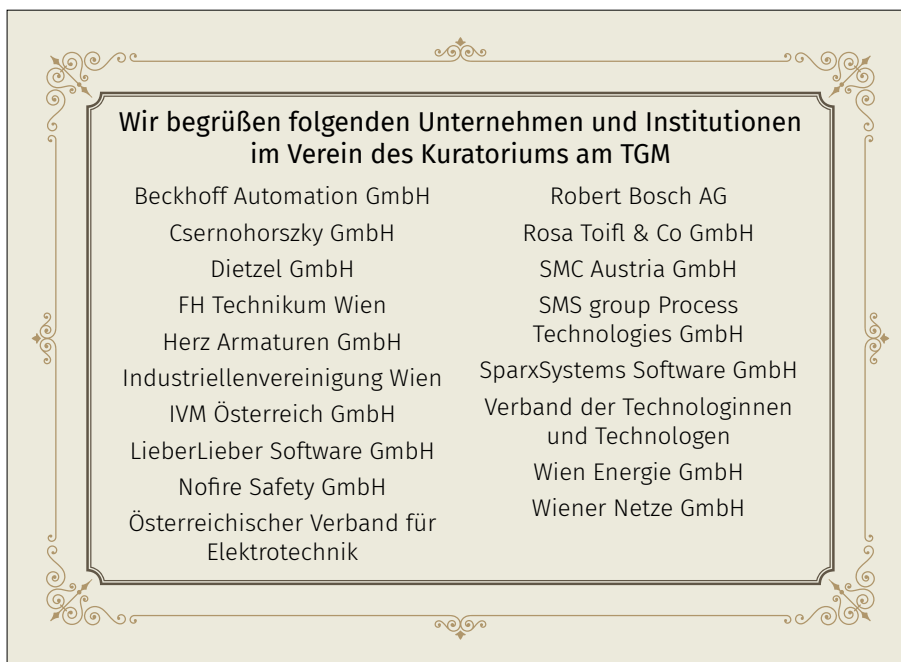 Wir begrüßen folgenden Unternehmen und Institutionen
im Verein des Kuratoriums am TGM
Beckhoff Automation GmbH
Csernohorszky GmbH
Dietzel GmbH
FH Technikum Wien
Herz Armaturen GmbH
Industriellenvereinigung Wien
IVM Österreich GmbH
LieberLieber Software GmbH
Nofire Safety GmbH
Österreichischer Verband für
Elektrotechnik
Robert Bosch AG
Rosa Toifl & Co GmbH
SMC Austria GmbH
SMS group Process
Technologies GmbH
SparxSystems Software GmbH
Verband der Technologinnen
und Technologen
Wien Energie GmbH
Wiener Netze GmbH